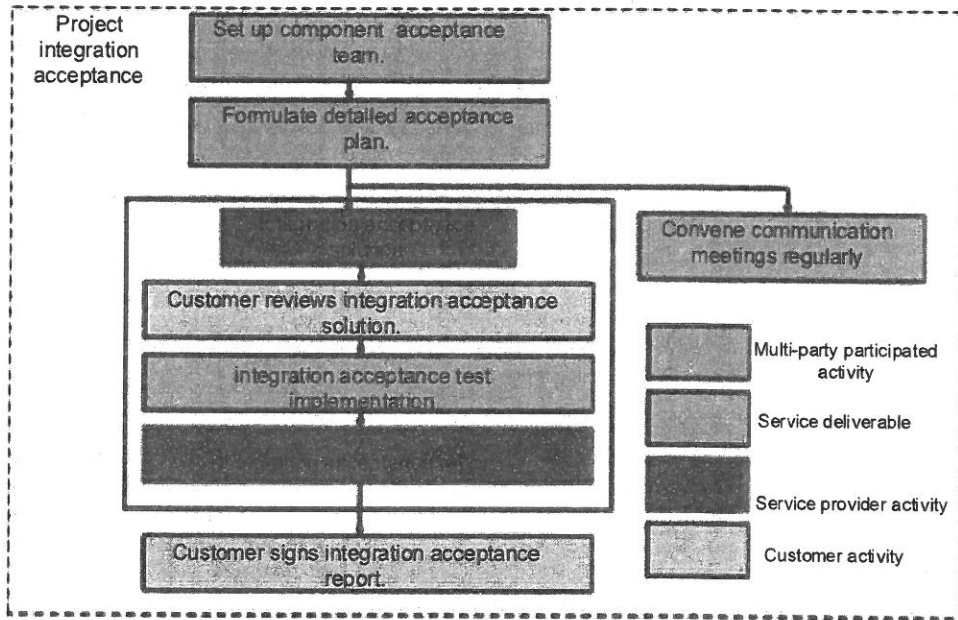 Project
integration
acceptance
Set up component acceptance
team.
Formulate detailed acceptance
plan.
Convene communication
meetings regularly
Customer reviews integration acceptance
solution.
integration acceptance test
implementation
Customer signs integration acceptance
report.
Multi-party participated
activity
Service deliverable
Service provider activity
Customer activity